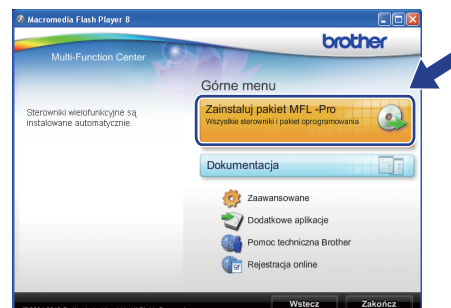 Macromedia Flash Player 8
brother
Multi-Function Center
Górne menu
Sterowniki wielofunkcyjne są
instalowane automatycznie.
Zainstaluj pakiet MFL -Pro
Wszystkie sterowniki i pakiet oprogramowania
Dokumentacja
Zaawansowane
Dodatkowe aplikacje
Pomoc techniczna Brother
Rejestracja online
Wstecz
Zakończ